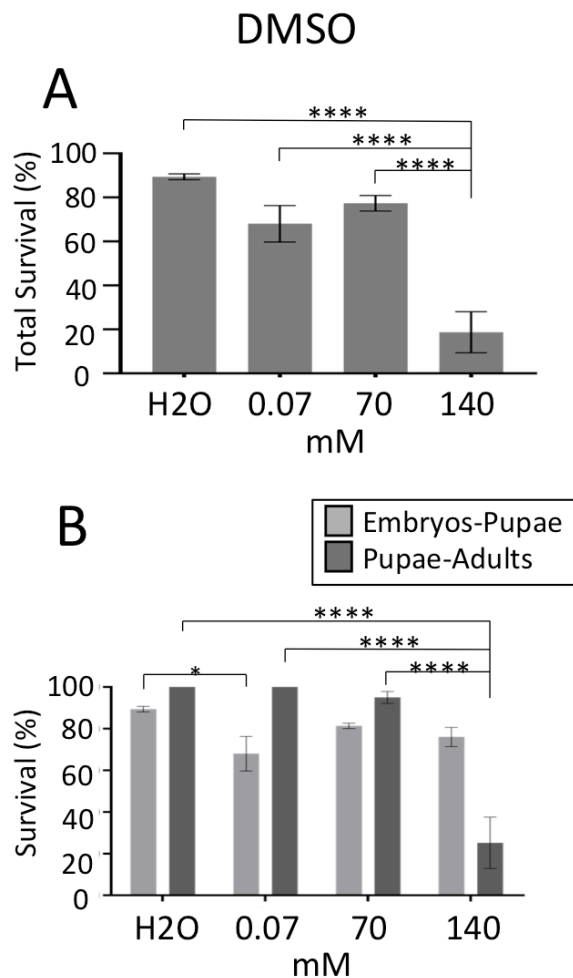 DMSO
A
****
****
****
Total Survival (%)
100
80
60
40
20
0
H2O 0.07 70 140
mM
B
Embryos-Pupae
Pupae-Adults
****
****
****
*
Survival (%)
100
80
60
40
20
0
H2O 0.07 70 140
mM